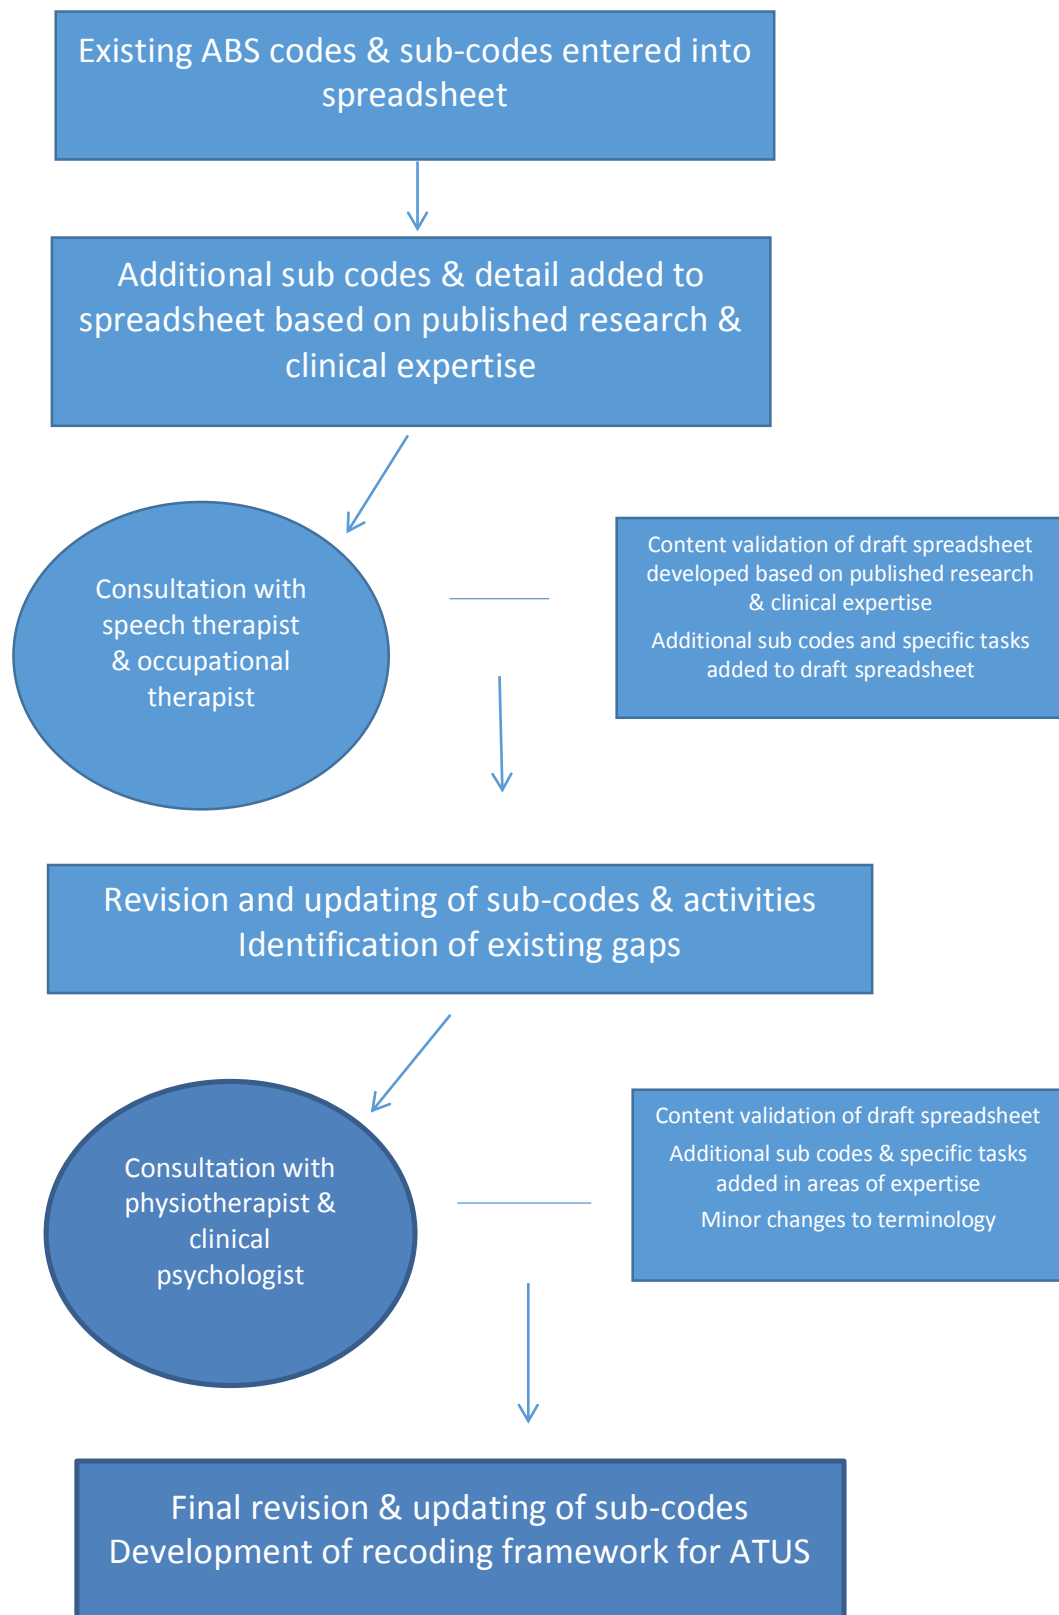 Existing ABS codes & sub-codes entered into
spreadsheet
Additional sub codes & detail added to
spreadsheet based on published research &
clinical expertise
Consultation with
speech therapist
& occupational
therapist
Content validation of draft spreadsheet
developed based on published research
& clinical expertise
Additional sub codes and specific tasks
added to draft spreadsheet
Revision and updating of sub-codes & activities
Identification of existing gaps
Consultation with
physiotherapist &
clinical
psychologist
Content validation of draft spreadsheet
Additional sub codes & specific tasks
added in areas of expertise
Minor changes to terminology
Final revision & updating of sub-codes
Development of recoding framework for ATUS